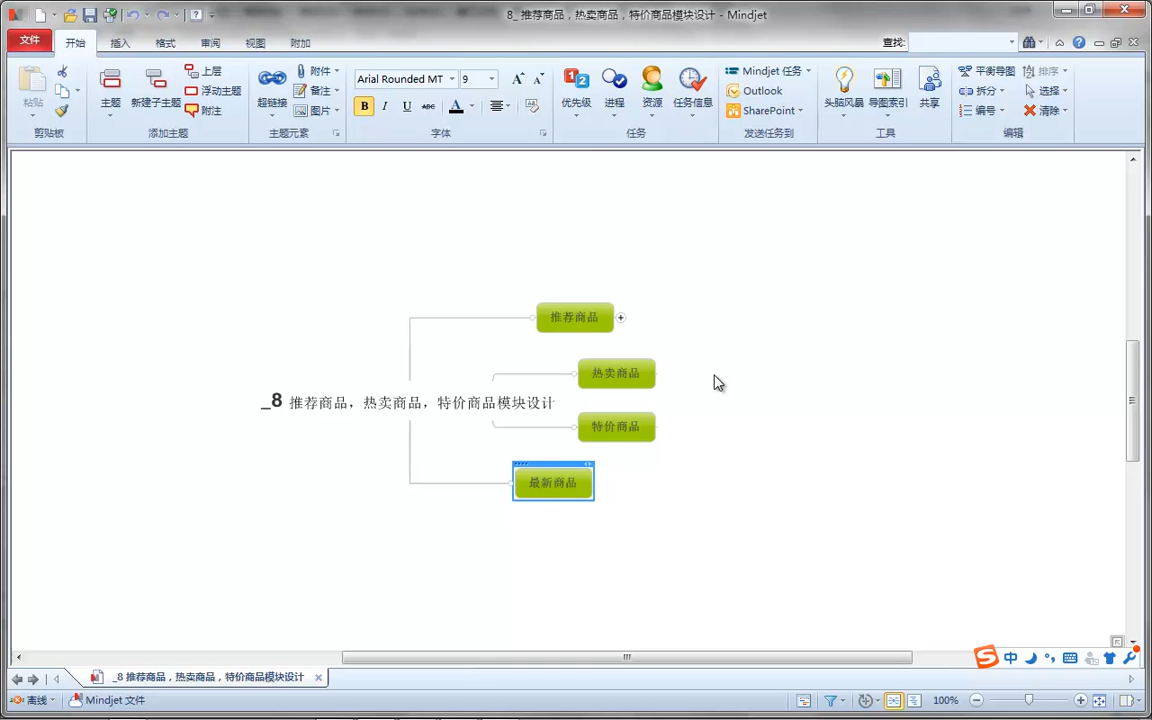 8_ 推荐商品，热卖商品，特价商品模块设计 - Mindjet
文件 开始 插入 格式 审阅 视图 附加 查找:
粘贴
剪贴板
主题
新建子主题
上层
浮动主题
附注
添加主题
超链接
附件
备注
图片
主题元素
Arial Rounded MT 9
B I U ABC A
字体
优先级 进程 资源 任务信息
任务
Mindjet 任务
Outlook
SharePoint
发送任务到
头脑风暴 导图索引 共享
工具
平衡导图 排序
拆分 选择
编号 清除
编辑
推荐商品
热卖商品
_8 推荐商品，热卖商品，特价商品模块设计
特价商品
最新商品
中
_8 推荐商品，热卖商品，特价商品模块设计
离线 Mindjet 文件 100%